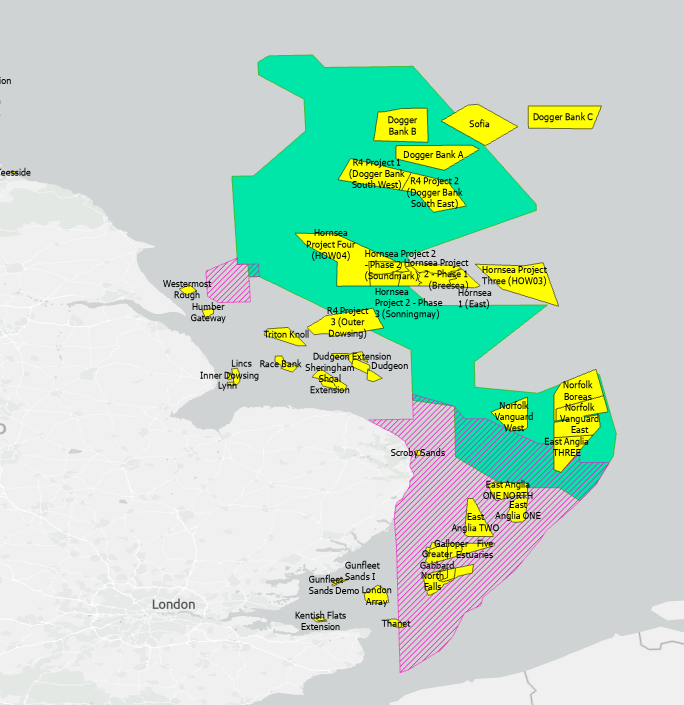 ion
Dogger
Bank B
Sofia
Dogger Bank C
Dogger Bank A
R4 Project 1
(Dogger Bank
South West)
R4 Project 2
(Dogger Bank
South East)
eesside
Hornsea
Project Four
(HOW04)
Hornsea Project 2
- Phase 2
(Soundmark)
Hornsea Project
2 - Phase 1
(Breesea)
Hornsea Project
Three (HOW03)
Hornsea
1 (East)
Hornsea
Project 2 - Phase
3 (Sonningmay)
Westermost
Rough
Humber
Gateway
R4 Project
3 (Outer
Dowsing)
Triton Knoll
Dudgeon Extension
Dudgeon
Race Bank
Sheringham
Shoal
Extension
Lincs
Inner Dowsing
Lynn
Norfolk
Boreas
Norfolk
Vanguard
East
Norfolk
Vanguard
West
East Anglia
THREE
Scroby Sands
East Anglia
ONE NORTH
East
Anglia ONE
East
Anglia TWO
Galloper
Five
Estuaries
Greater
Gabbard
North
Falls
Gunfleet
Sands I
Gunfleet
Sands Demo
London
Array
Kentish Flats
Extension
Thanet
London